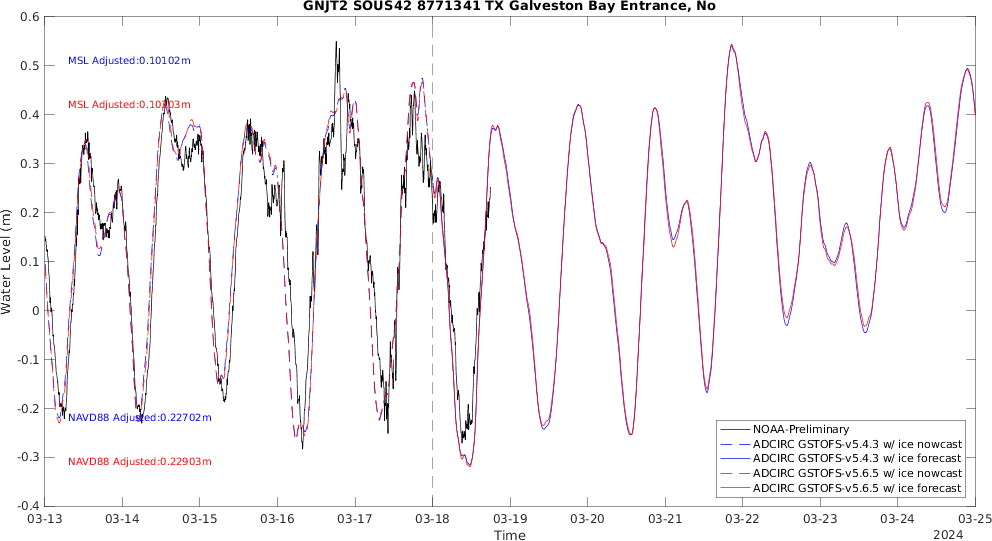 GNJT2 SOUS42 8771341 TX Galveston Bay Entrance, No
0.6
0.5
0.4
0.3
0.2
0.1
0
-0.1
-0.2
-0.3
-0.4
Water Level (m)
MSL Adjusted:0.10102m
NAVD88 Adjusted:0.22702m
NAVD88 Adjusted:0.22903m
NOAA-Preliminary
ADCIRC GSTOFS-v5.4.3 w/ ice nowcast
ADCIRC GSTOFS-v5.4.3 w/ ice forecast
ADCIRC GSTOFS-v5.6.5 w/ ice nowcast
ADCIRC GSTOFS-v5.6.5 w/ ice forecast
03-13 03-14 03-15 03-16 03-17 03-18 03-19 03-20 03-21 03-22 03-23 03-24 03-25
Time
2024